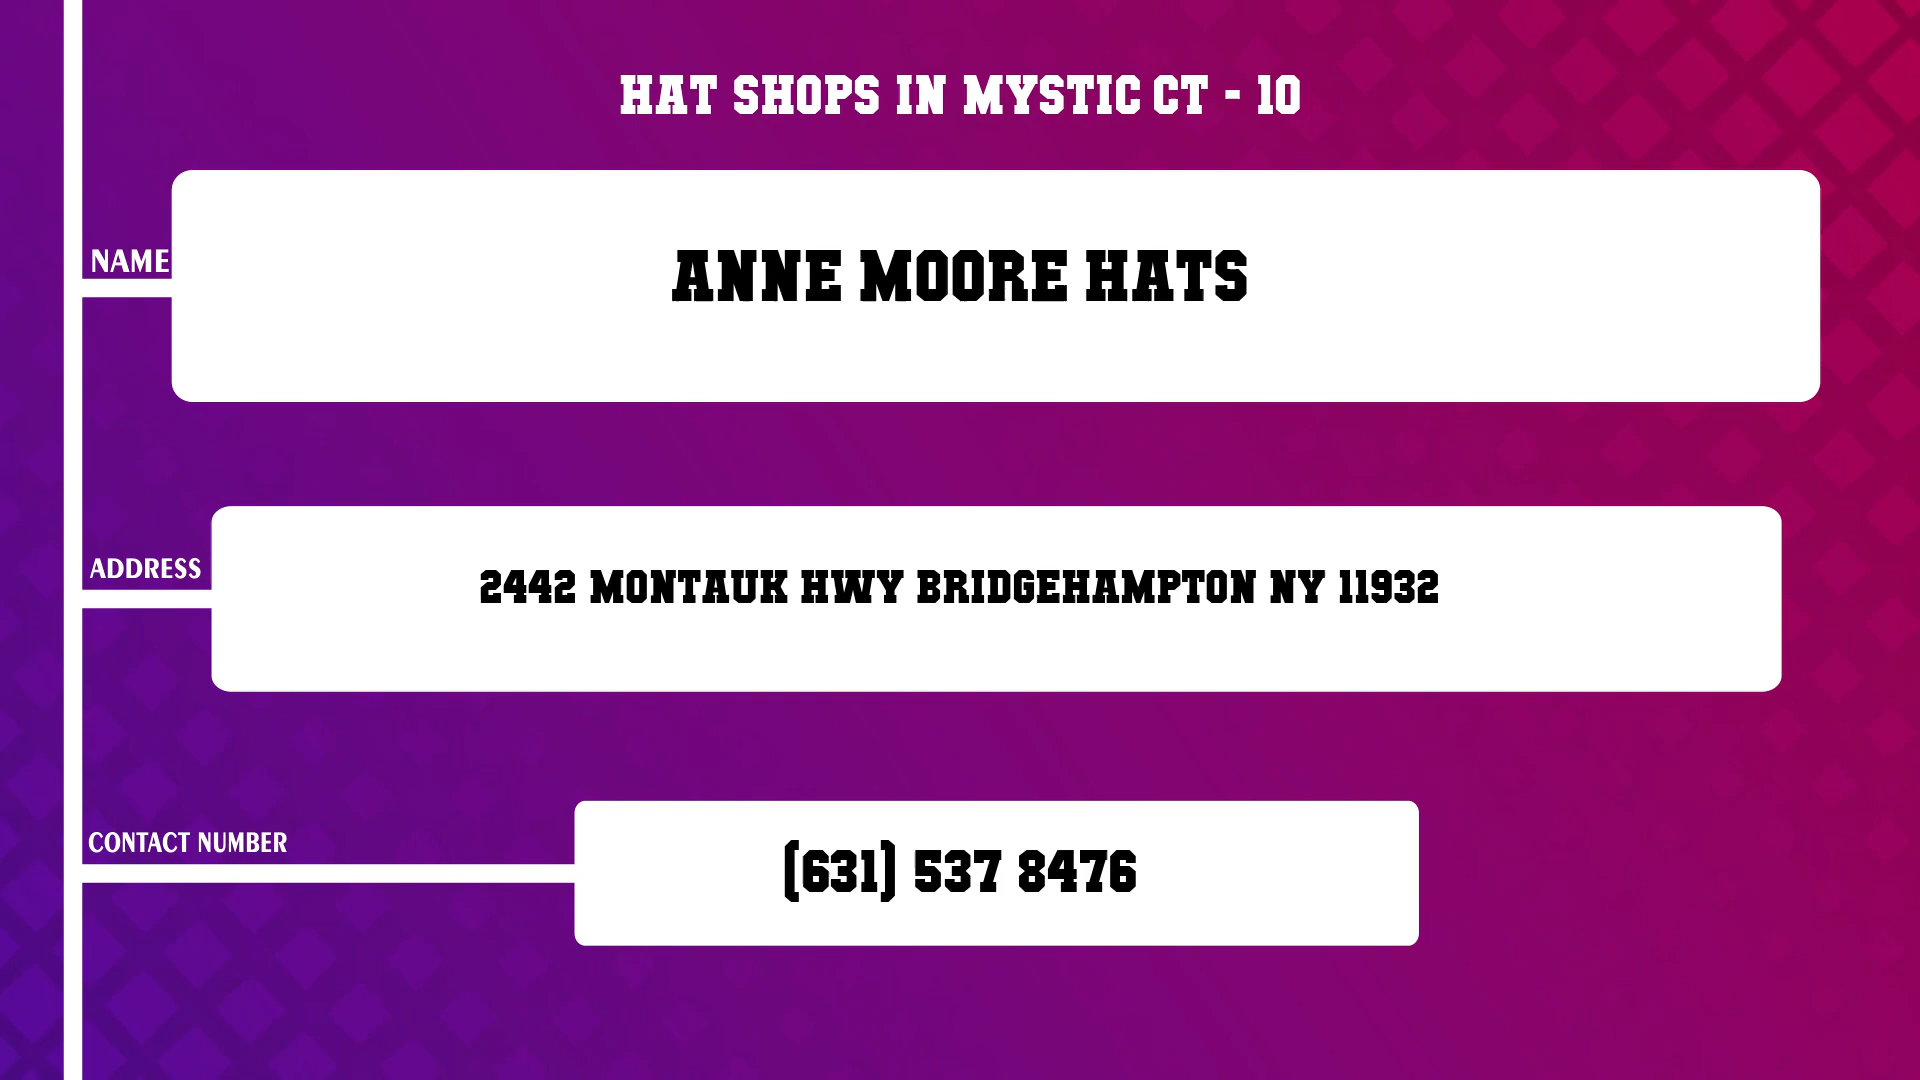 HAT SHOPS IN MYSTIC CT - 10
NAME
ANNE MOORE HATS
ADDRESS
2442 MONTAUK HWY BRIDGEHAMPTON NY 11932
CONTACT NUMBER
(631) 537 8476